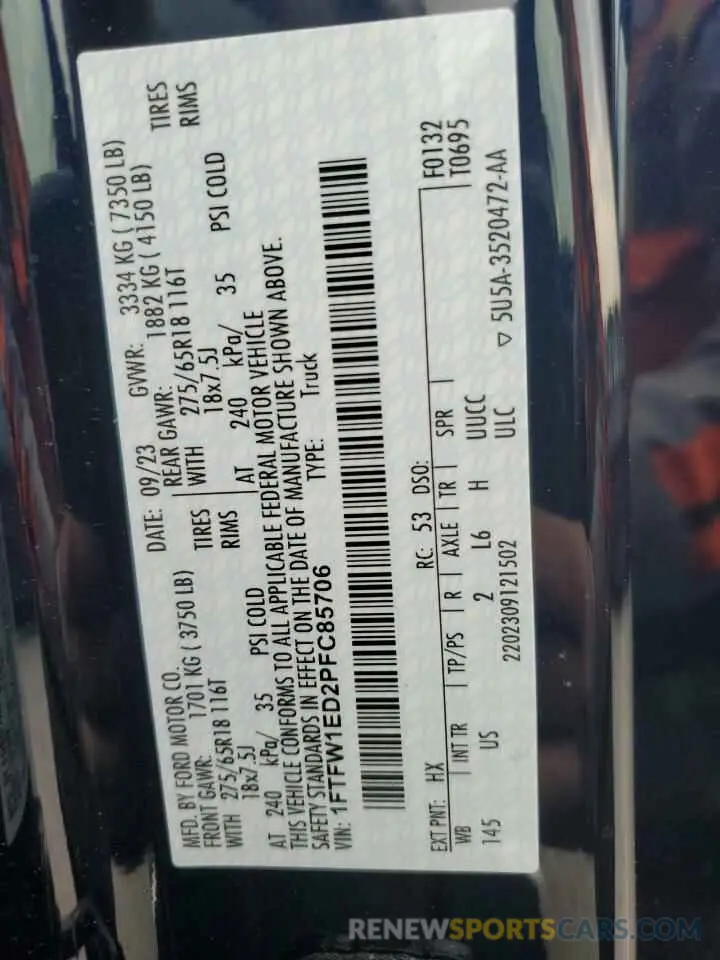 MFD. BY FORD MOTOR CO. DATE: 09/23 GVWR: 3334 KG ( 7350 LB)
FRONT GAWR: 1701 KG ( 3750 LB) REAR GAWR: 1882 KG ( 4150 LB)
WITH 275/65R18 116T TIRES WITH 275/65R18 116T TIRES
18x7.5J RIMS 18x7.5J RIMS
AT 240 kPa/ 35 PSI COLD AT 240 kPa/ 35 PSI COLD
THIS VEHICLE CONFORMS TO ALL APPLICABLE FEDERAL MOTOR VEHICLE
SAFETY STANDARDS IN EFFECT ON THE DATE OF MANUFACTURE SHOWN ABOVE.
VIN: 1FTFW1ED2PFC85706 TYPE: Truck
F0132
T0695
EXT PNT: HX RC: 53 DSO:
WB INT TR TP/PS R AXLE TR SPR
145 US 2 L6 H UUCC
2202309121502 ULC
▽ 5U5A-3520472-AA
RENEWSPORTSCARS.COM